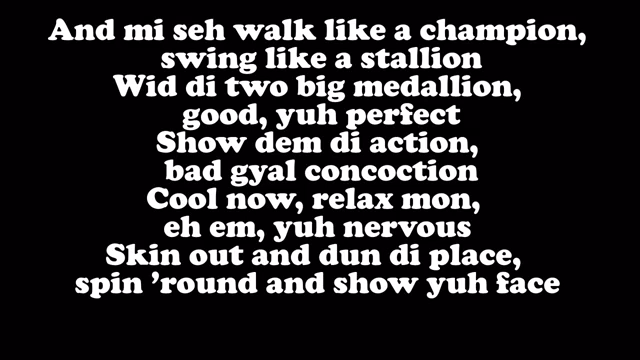 And mi seh walk like a champion,
swing like a stallion
Wid di two big medallion,
good, yuh perfect
Show dem di action,
bad gyal concoction
Cool now, relax mon,
eh em, yuh nervous
Skin out and dun di place,
spin ’round and show yuh face